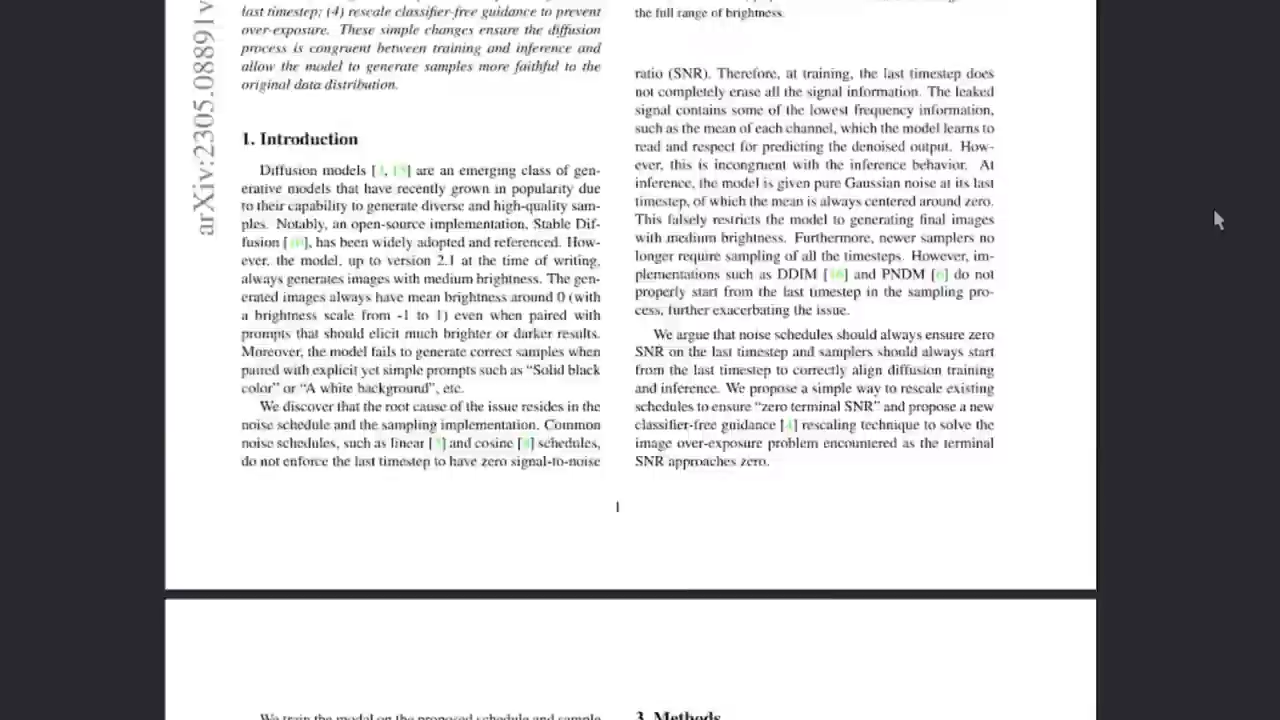 arXiv:2305.08891v
last timestep; (4) rescale classifier-free guidance to prevent
over-exposure. These simple changes ensure the diffusion
process is congruent between training and inference and
allow the model to generate samples more faithful to the
original data distribution.
1. Introduction
Diffusion models [ , ] are an emerging class of gen-
erative models that have recently grown in popularity due
to their capability to generate diverse and high-quality sam-
ples. Notably, an open-source implementation, Stable Dif-
fusion [ ], has been widely adopted and referenced. How-
ever, the model, up to version 2.1 at the time of writing,
always generates images with medium brightness. The gen-
erated images always have mean brightness around 0 (with
a brightness scale from -1 to 1) even when paired with
prompts that should elicit much brighter or darker results.
Moreover, the model fails to generate correct samples when
paired with explicit yet simple prompts such as “Solid black
color” or “A white background”, etc.
We discover that the root cause of the issue resides in the
noise schedule and the sampling implementation. Common
noise schedules, such as linear [ ] and cosine [ ] schedules,
do not enforce the last timestep to have zero signal-to-noise
the full range of brightness.
ratio (SNR). Therefore, at training, the last timestep does
not completely erase all the signal information. The leaked
signal contains some of the lowest frequency information,
such as the mean of each channel, which the model learns to
read and respect for predicting the denoised output. How-
ever, this is incongruent with the inference behavior. At
inference, the model is given pure Gaussian noise at its last
timestep, of which the mean is always centered around zero.
This falsely restricts the model to generating final images
with medium brightness. Furthermore, newer samplers no
longer require sampling of all the timesteps. However, im-
plementations such as DDIM [ ] and PNDM [ ] do not
properly start from the last timestep in the sampling pro-
cess, further exacerbating the issue.
We argue that noise schedules should always ensure zero
SNR on the last timestep and samplers should always start
from the last timestep to correctly align diffusion training
and inference. We propose a simple way to rescale existing
schedules to ensure “zero terminal SNR” and propose a new
classifier-free guidance [ ] rescaling technique to solve the
image over-exposure problem encountered as the terminal
SNR approaches zero.
1
We train the model on the proposed schedule and sample
3. Methods